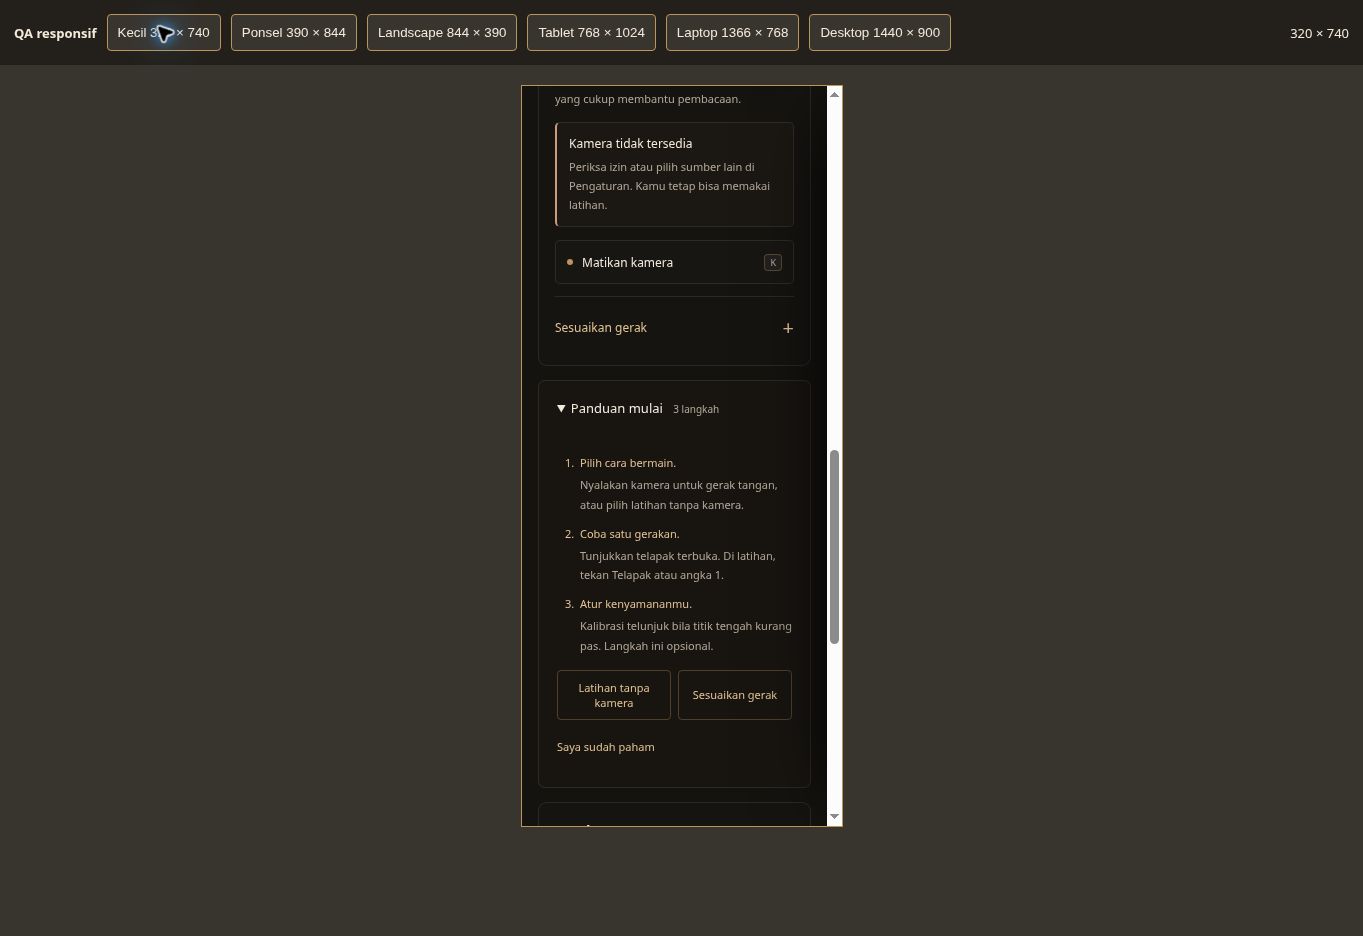 QA responsif
Kecil 3 × 740
Ponsel 390 × 844
Landscape 844 × 390
Tablet 768 × 1024
Laptop 1366 × 768
Desktop 1440 × 900
320 × 740
yang cukup membantu pembacaan.
Kamera tidak tersedia
Periksa izin atau pilih sumber lain di
Pengaturan. Kamu tetap bisa memakai
latihan.
Matikan kamera
K
Sesuaikan gerak
+
Panduan mulai 3 langkah
1. Pilih cara bermain.
Nyalakan kamera untuk gerak tangan,
atau pilih latihan tanpa kamera.
2. Coba satu gerakan.
Tunjukkan telapak terbuka. Di latihan,
tekan Telapak atau angka 1.
3. Atur kenyamananmu.
Kalibrasi telunjuk bila titik tengah kurang
pas. Langkah ini opsional.
Latihan tanpa
kamera
Sesuaikan gerak
Saya sudah paham